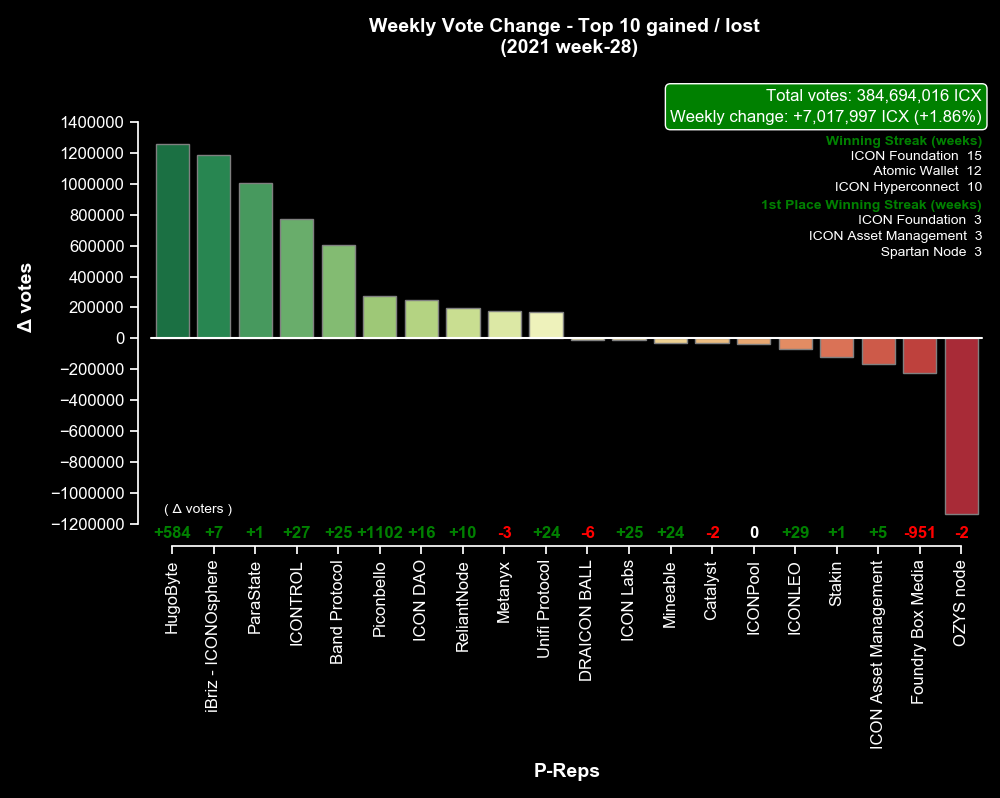 Weekly Vote Change - Top 10 gained / lost
(2021 week-28)
Total votes: 384,694,016 ICX
Weekly change: +7,017,997 ICX (+1.86%)
Winning Streak (weeks)
ICON Foundation 15
Atomic Wallet 12
ICON Hyperconnect 10
1st Place Winning Streak (weeks)
ICON Foundation 3
ICON Asset Management 3
Spartan Node 3
Δ votes
1400000
1200000
1000000
800000
600000
400000
200000
0
−200000
−400000
−600000
−800000
−1000000
−1200000
( Δ voters )
+584 +7 +1 +27 +25 +1102 +16 +10 -3 +24 -6 +25 +24 -2 0 +29 +1 +5 -951 -2
HugoByte
iBriz - ICONOsphere
ParaState
ICONTROL
Band Protocol
Piconbello
ICON DAO
ReliantNode
Metanyx
Unifi Protocol
DRAICON BALL
ICON Labs
Mineable
Catalyst
ICONPool
ICONLEO
Stakin
ICON Asset Management
Foundry Box Media
OZYS node
P-Reps